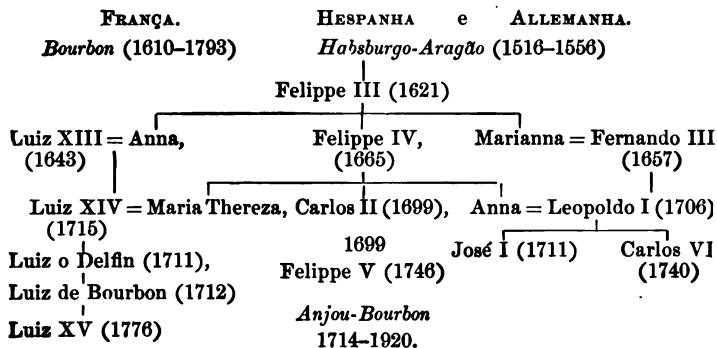 FRANÇA. HESPANHA e ALLEMANHA.
Bourbon (1610–1793) Habsburgo-Aragão (1516–1556)
Felippe III (1621)
Luiz XIII = Anna, Felippe IV, Marianna = Fernando III
(1643) (1665) (1657)
Luiz XIV = Maria Thereza, Carlos II (1699), Anna = Leopoldo I (1706)
(1715)
1699 José I (1711) Carlos VI
Luiz o Delfin (1711), Felippe V (1746) (1740)
Luiz de Bourbon (1712)
Anjou-Bourbon
Luiz XV (1776) 1714–1920.